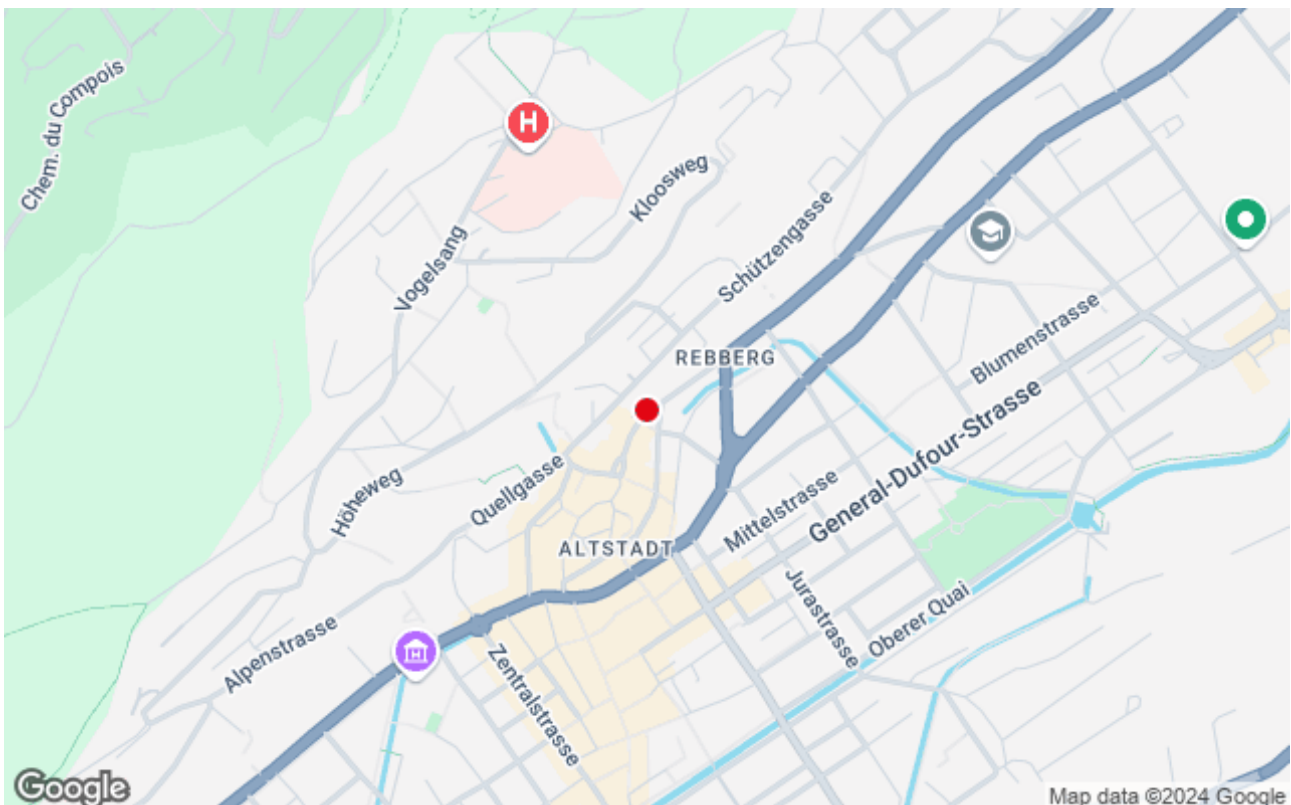 Chem. du Compois
H
Kloosweg
Vogelsang
Schützengasse
REBBERG
Blumenstrasse
General-Dufour-Strasse
Höheweg
Quellgasse
Mittelstrasse
ALTSTADT
Jurastrasse
Oberer Quai
Alpenstrasse
Zentralstrasse
Google
Map data ©2024 Google